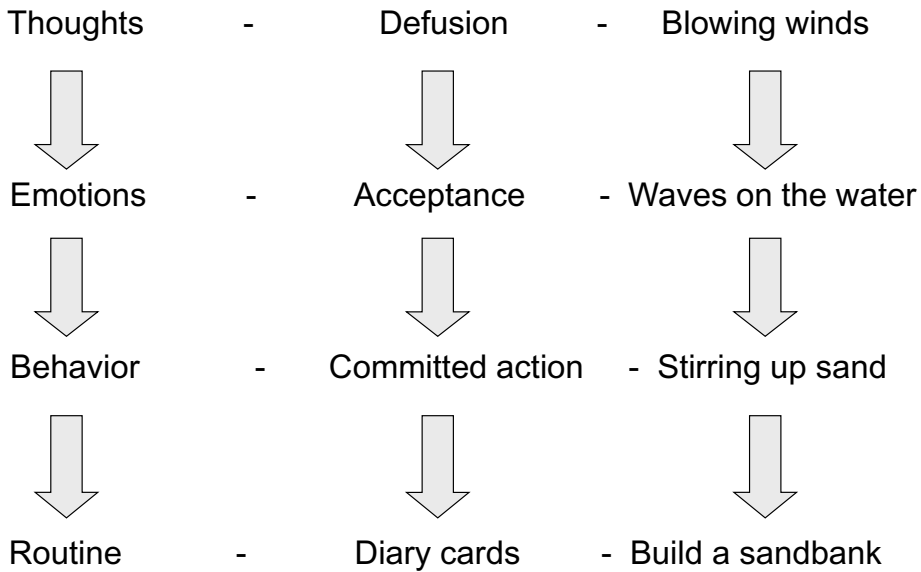 Thoughts - Defusion - Blowing winds
Emotions - Acceptance - Waves on the water
Behavior - Committed action - Stirring up sand
Routine - Diary cards - Build a sandbank